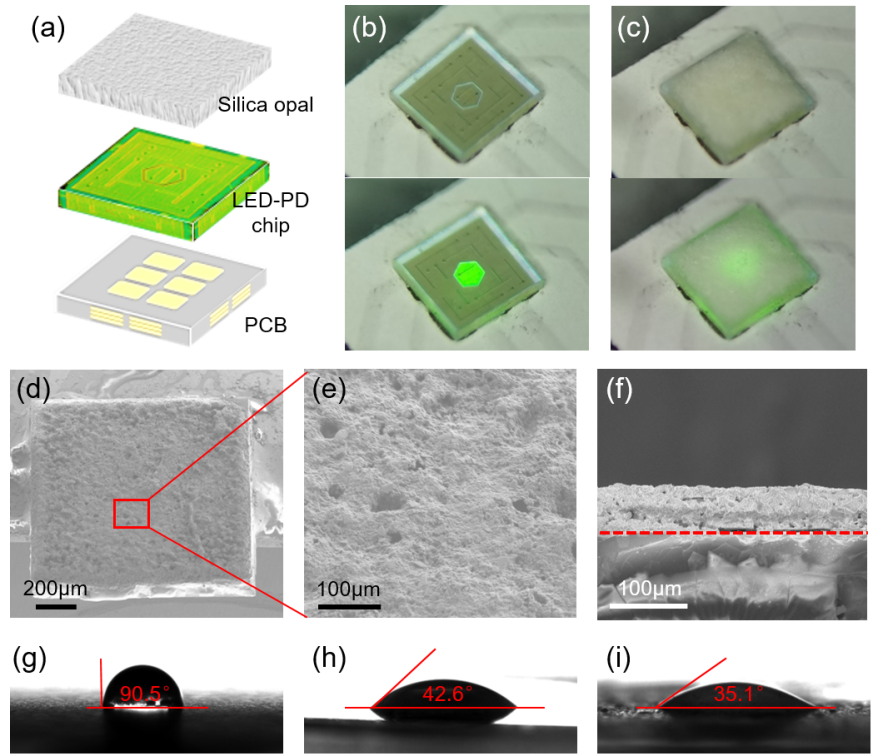 (a)
Silica opal
LED-PD
chip
PCB
(b)
(c)
(d)
200μm
(e)
100μm
(f)
100μm
(g)
90.5°
(h)
42.6°
(i)
35.1°